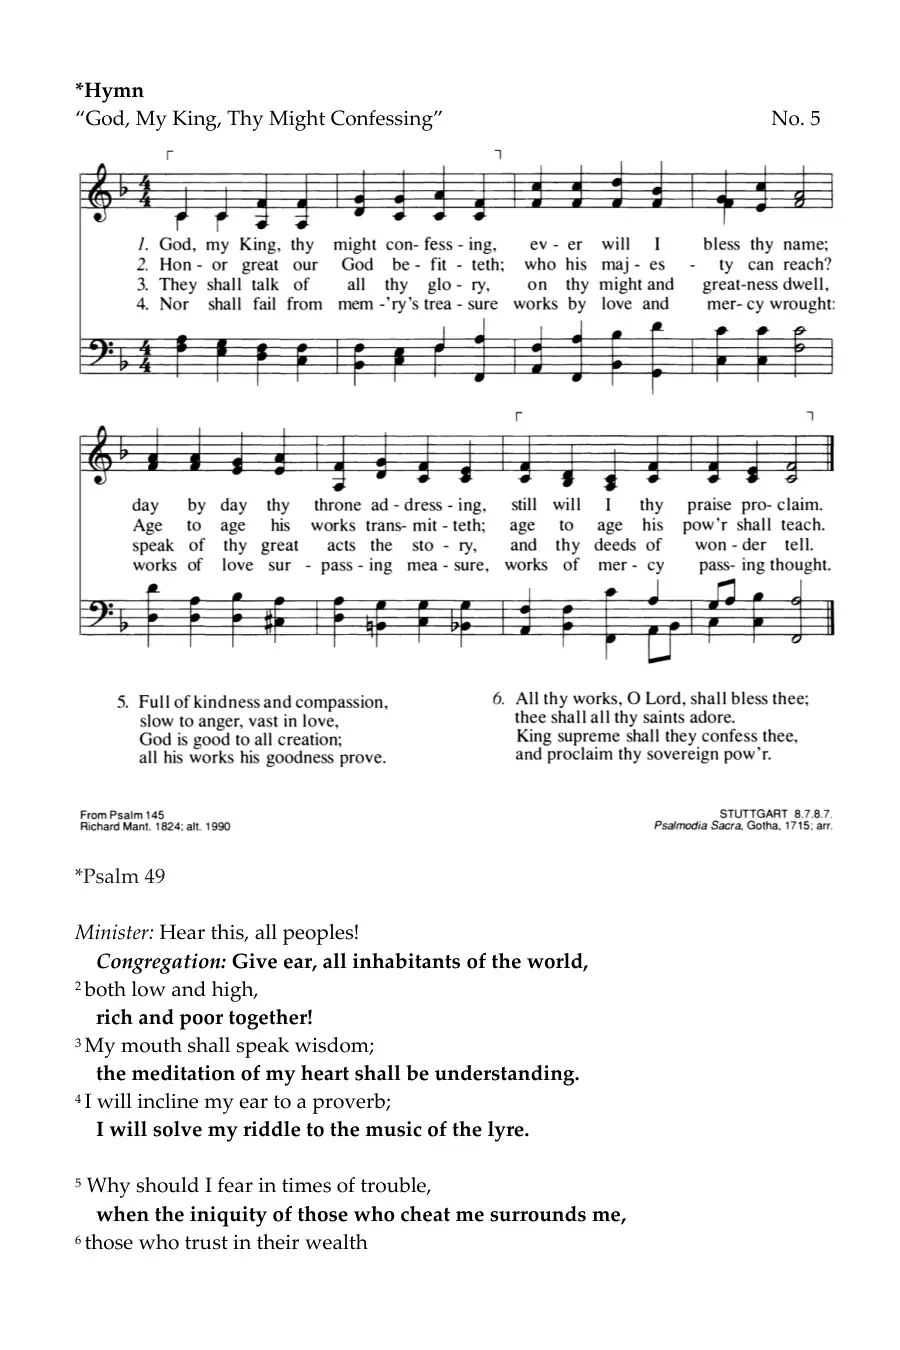 *Hymn
“God, My King, Thy Might Confessing” No. 5
1. God, my King, thy might con- fess - ing, ev - er will I bless thy name;
2. Hon - or great our God be - fit - teth; who his maj - es - ty can reach?
3. They shall talk of all thy glo - ry, on thy might and great-ness dwell,
4. Nor shall fail from mem -’ry’s trea - sure works by love and mer- cy wrought:
day by day thy throne ad - dress - ing, still will I thy praise pro- claim.
Age to age his works trans- mit - teth; age to age his pow’r shall teach.
speak of thy great acts the sto - ry, and thy deeds of won - der tell.
works of love sur - pass - ing mea - sure, works of mer - cy pass- ing thought.
5. Full of kindness and compassion,
slow to anger, vast in love,
God is good to all creation;
all his works his goodness prove.
6. All thy works, O Lord, shall bless thee;
thee shall all thy saints adore.
King supreme shall they confess thee,
and proclaim thy sovereign pow’r.
From Psalm 145
Richard Mant. 1824; alt. 1990
STUTTGART 8.7.8.7.
Psalmodia Sacra, Gotha, 1715; arr.
*Psalm 49
Minister: Hear this, all peoples!
Congregation: Give ear, all inhabitants of the world,
2 both low and high,
rich and poor together!
3 My mouth shall speak wisdom;
the meditation of my heart shall be understanding.
4 I will incline my ear to a proverb;
I will solve my riddle to the music of the lyre.
5 Why should I fear in times of trouble,
when the iniquity of those who cheat me surrounds me,
6 those who trust in their wealth